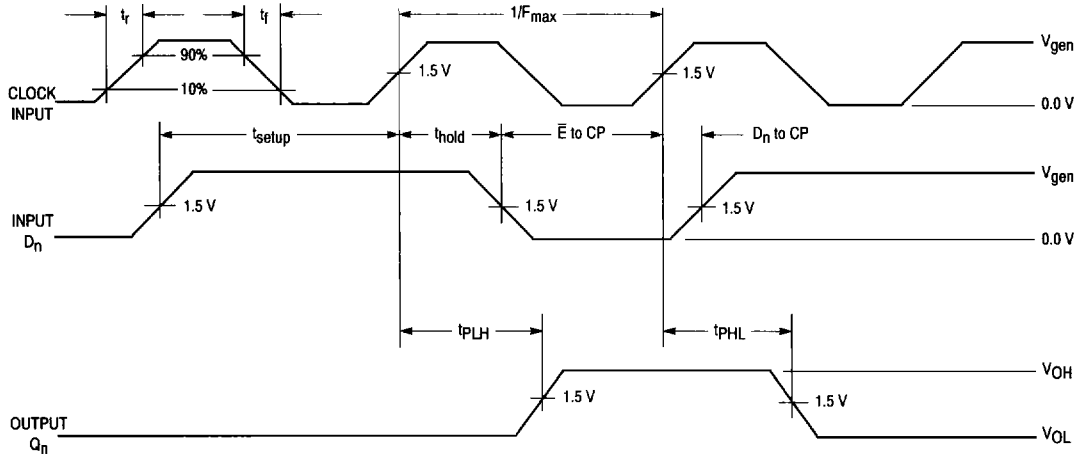 tr
tf
1/Fmax
Vgen
90%
1.5 V
1.5 V
10%
CLOCK
INPUT
0.0 V
tsetup
thold
E̅ to CP
Dn to CP
Vgen
1.5 V
1.5 V
1.5 V
INPUT
Dn
0.0 V
tPLH
tPHL
VOH
1.5 V
1.5 V
OUTPUT
Qn
VOL